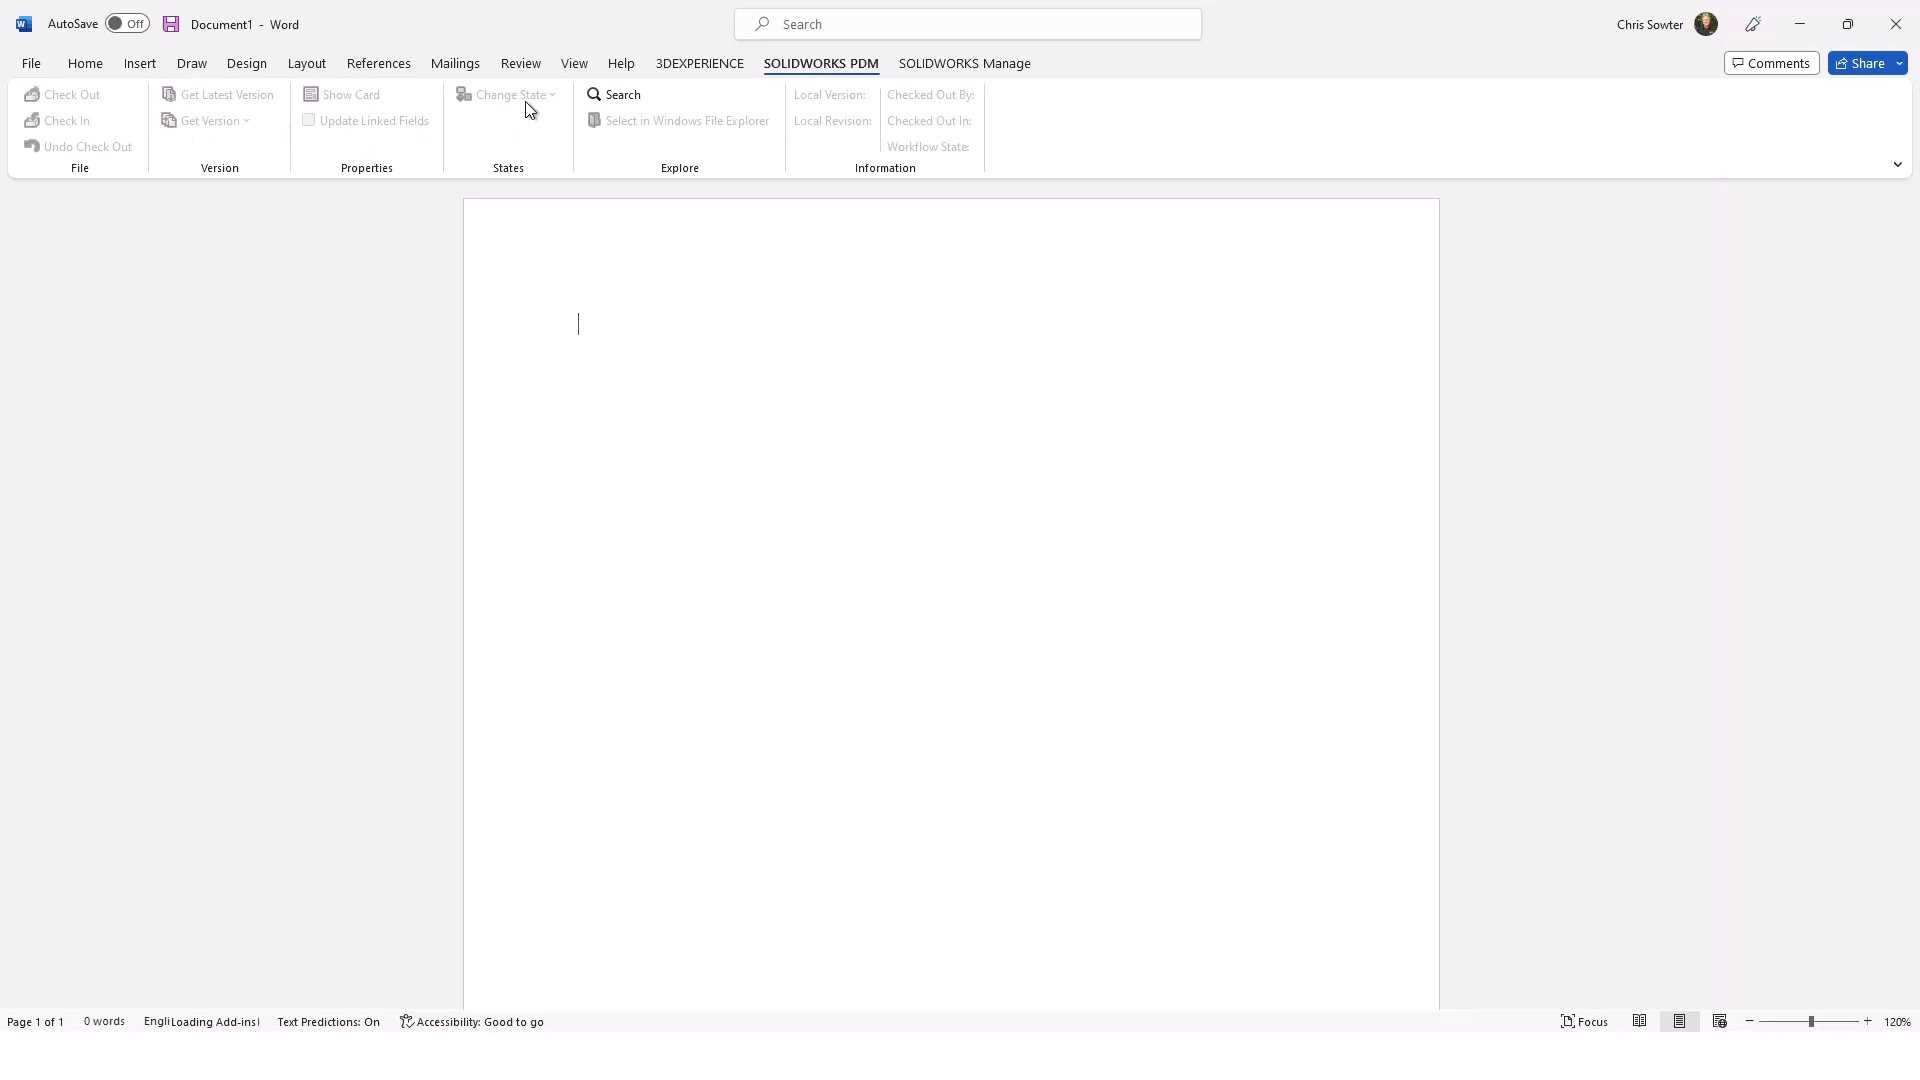 AutoSave Off Document1 - Word Search Chris Sowter
File Home Insert Draw Design Layout References Mailings Review View Help 3DEXPERIENCE SOLIDWORKS PDM SOLIDWORKS Manage Comments Share
Check Out Get Latest Version Show Card Change State Search Local Version: Checked Out By:
Check In Get Version Update Linked Fields Select in Windows File Explorer Local Revision: Checked Out In:
Undo Check Out Workflow State:
File Version Properties States Explore Information
Page 1 of 1 0 words Engli Loading Add-ins) Text Predictions: On Accessibility: Good to go Focus 120%